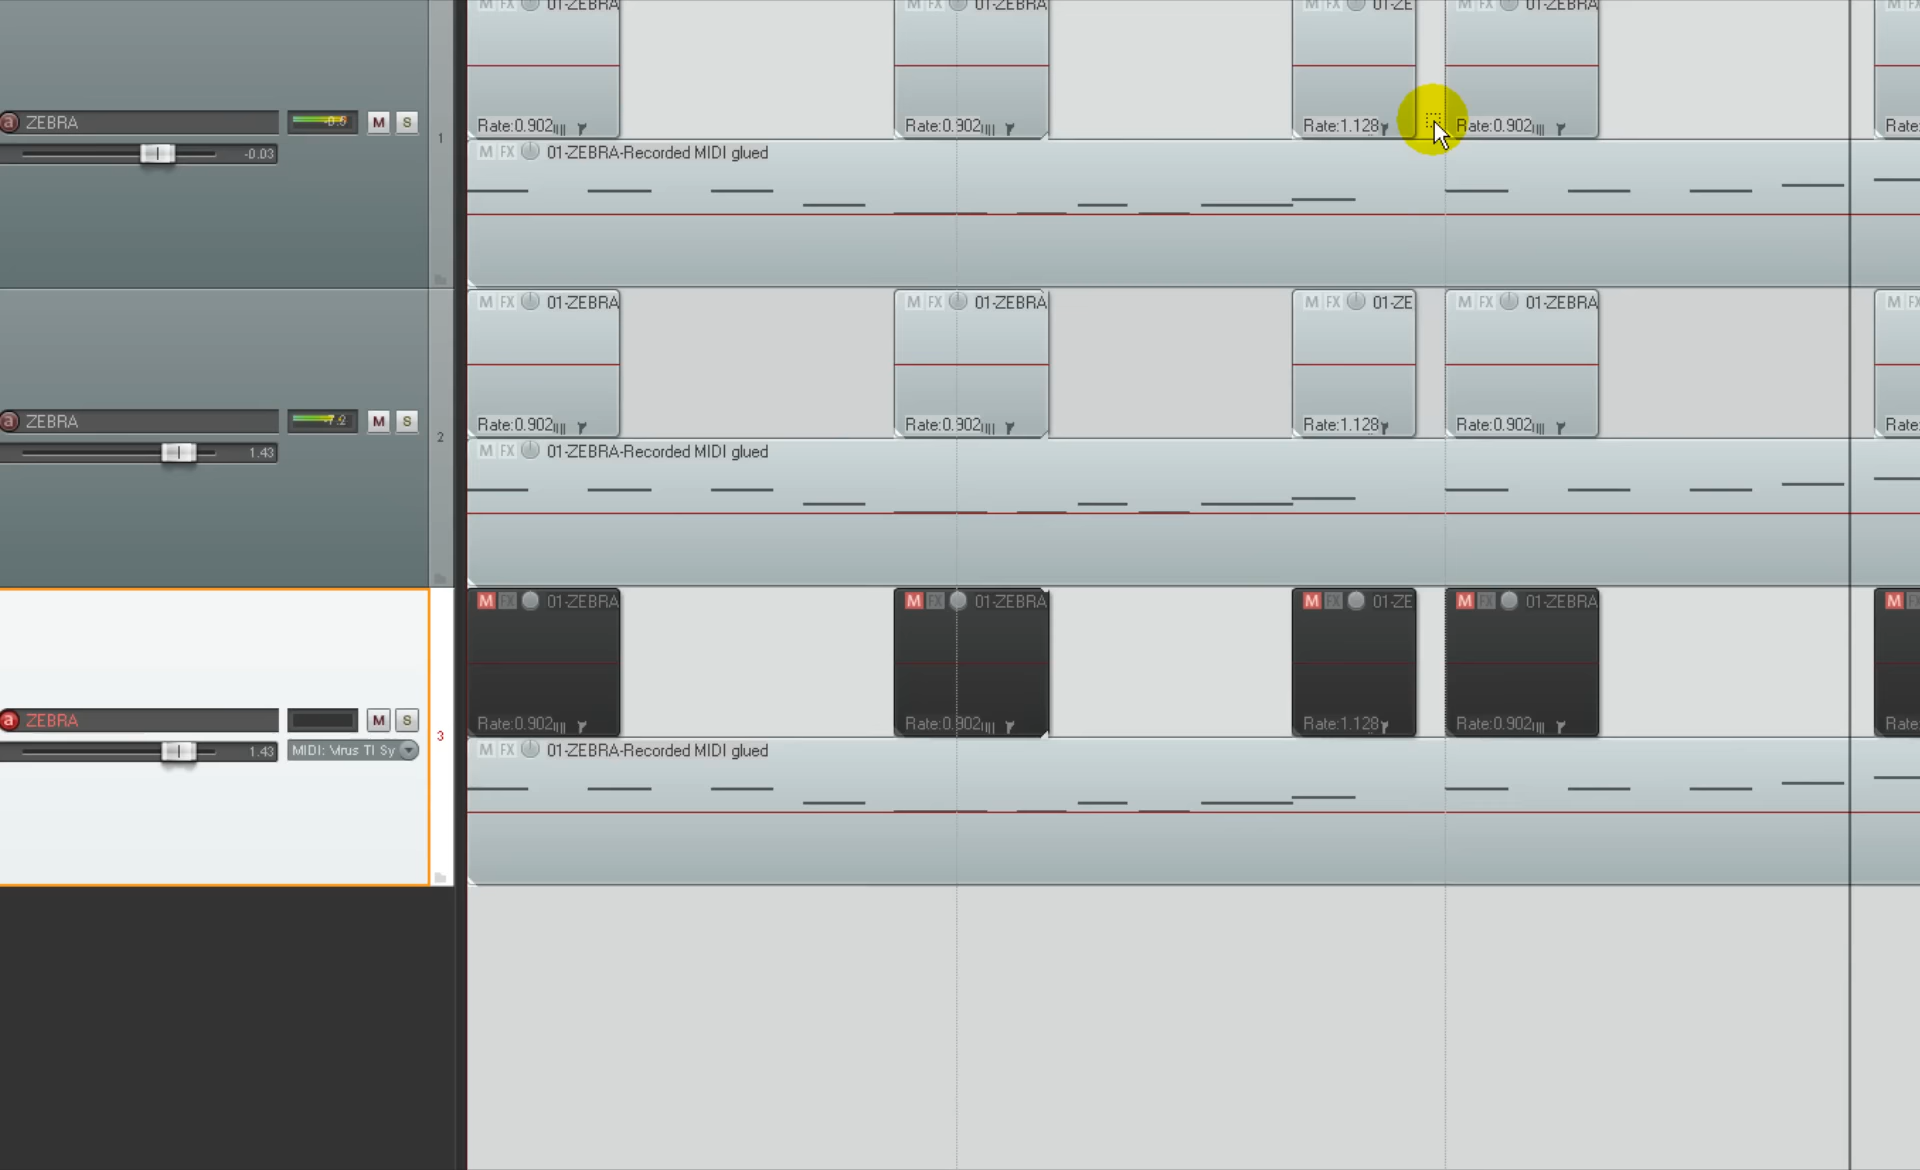 M FX 01-ZEBRA M FX 01-ZEBRA M FX 01-ZE M FX 01-ZEBRA M FX
ZEBRA -0.5 M S
1
Rate:0.902 Rate:0.902 Rate:1.128 Rate:0.902 Rate:
-0.03
M FX 01-ZEBRA-Recorded MIDI glued
M FX 01-ZEBRA M FX 01-ZEBRA M FX 01-ZE M FX 01-ZEBRA M FX
ZEBRA -7.2 M S
2
Rate:0.902 Rate:0.902 Rate:1.128 Rate:0.902 Rate:
1.43
M FX 01-ZEBRA-Recorded MIDI glued
M FX 01-ZEBRA M FX 01-ZEBRA M FX 01-ZE M FX 01-ZEBRA M
a ZEBRA M S
3
Rate:0.902 Rate:0.902 Rate:1.128 Rate:0.902 Rate:
1.43 MIDI: Virus TI Sy
M FX 01-ZEBRA-Recorded MIDI glued